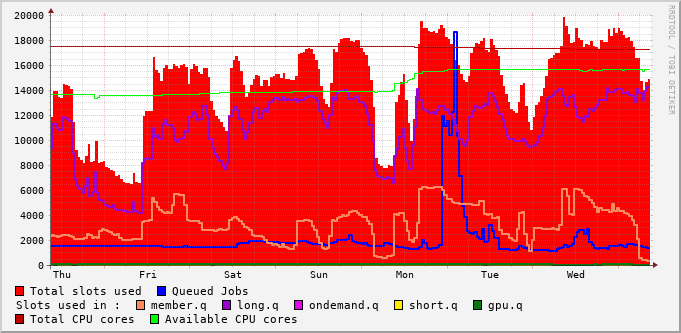 RRDTOOL / TOBI OETIKER
20000
18000
16000
14000
12000
10000
8000
6000
4000
2000
0
Thu Fri Sat Sun Mon Tue Wed
Total slots used Queued Jobs
Slots used in : member.q long.q ondemand.q short.q gpu.q
Total CPU cores Available CPU cores